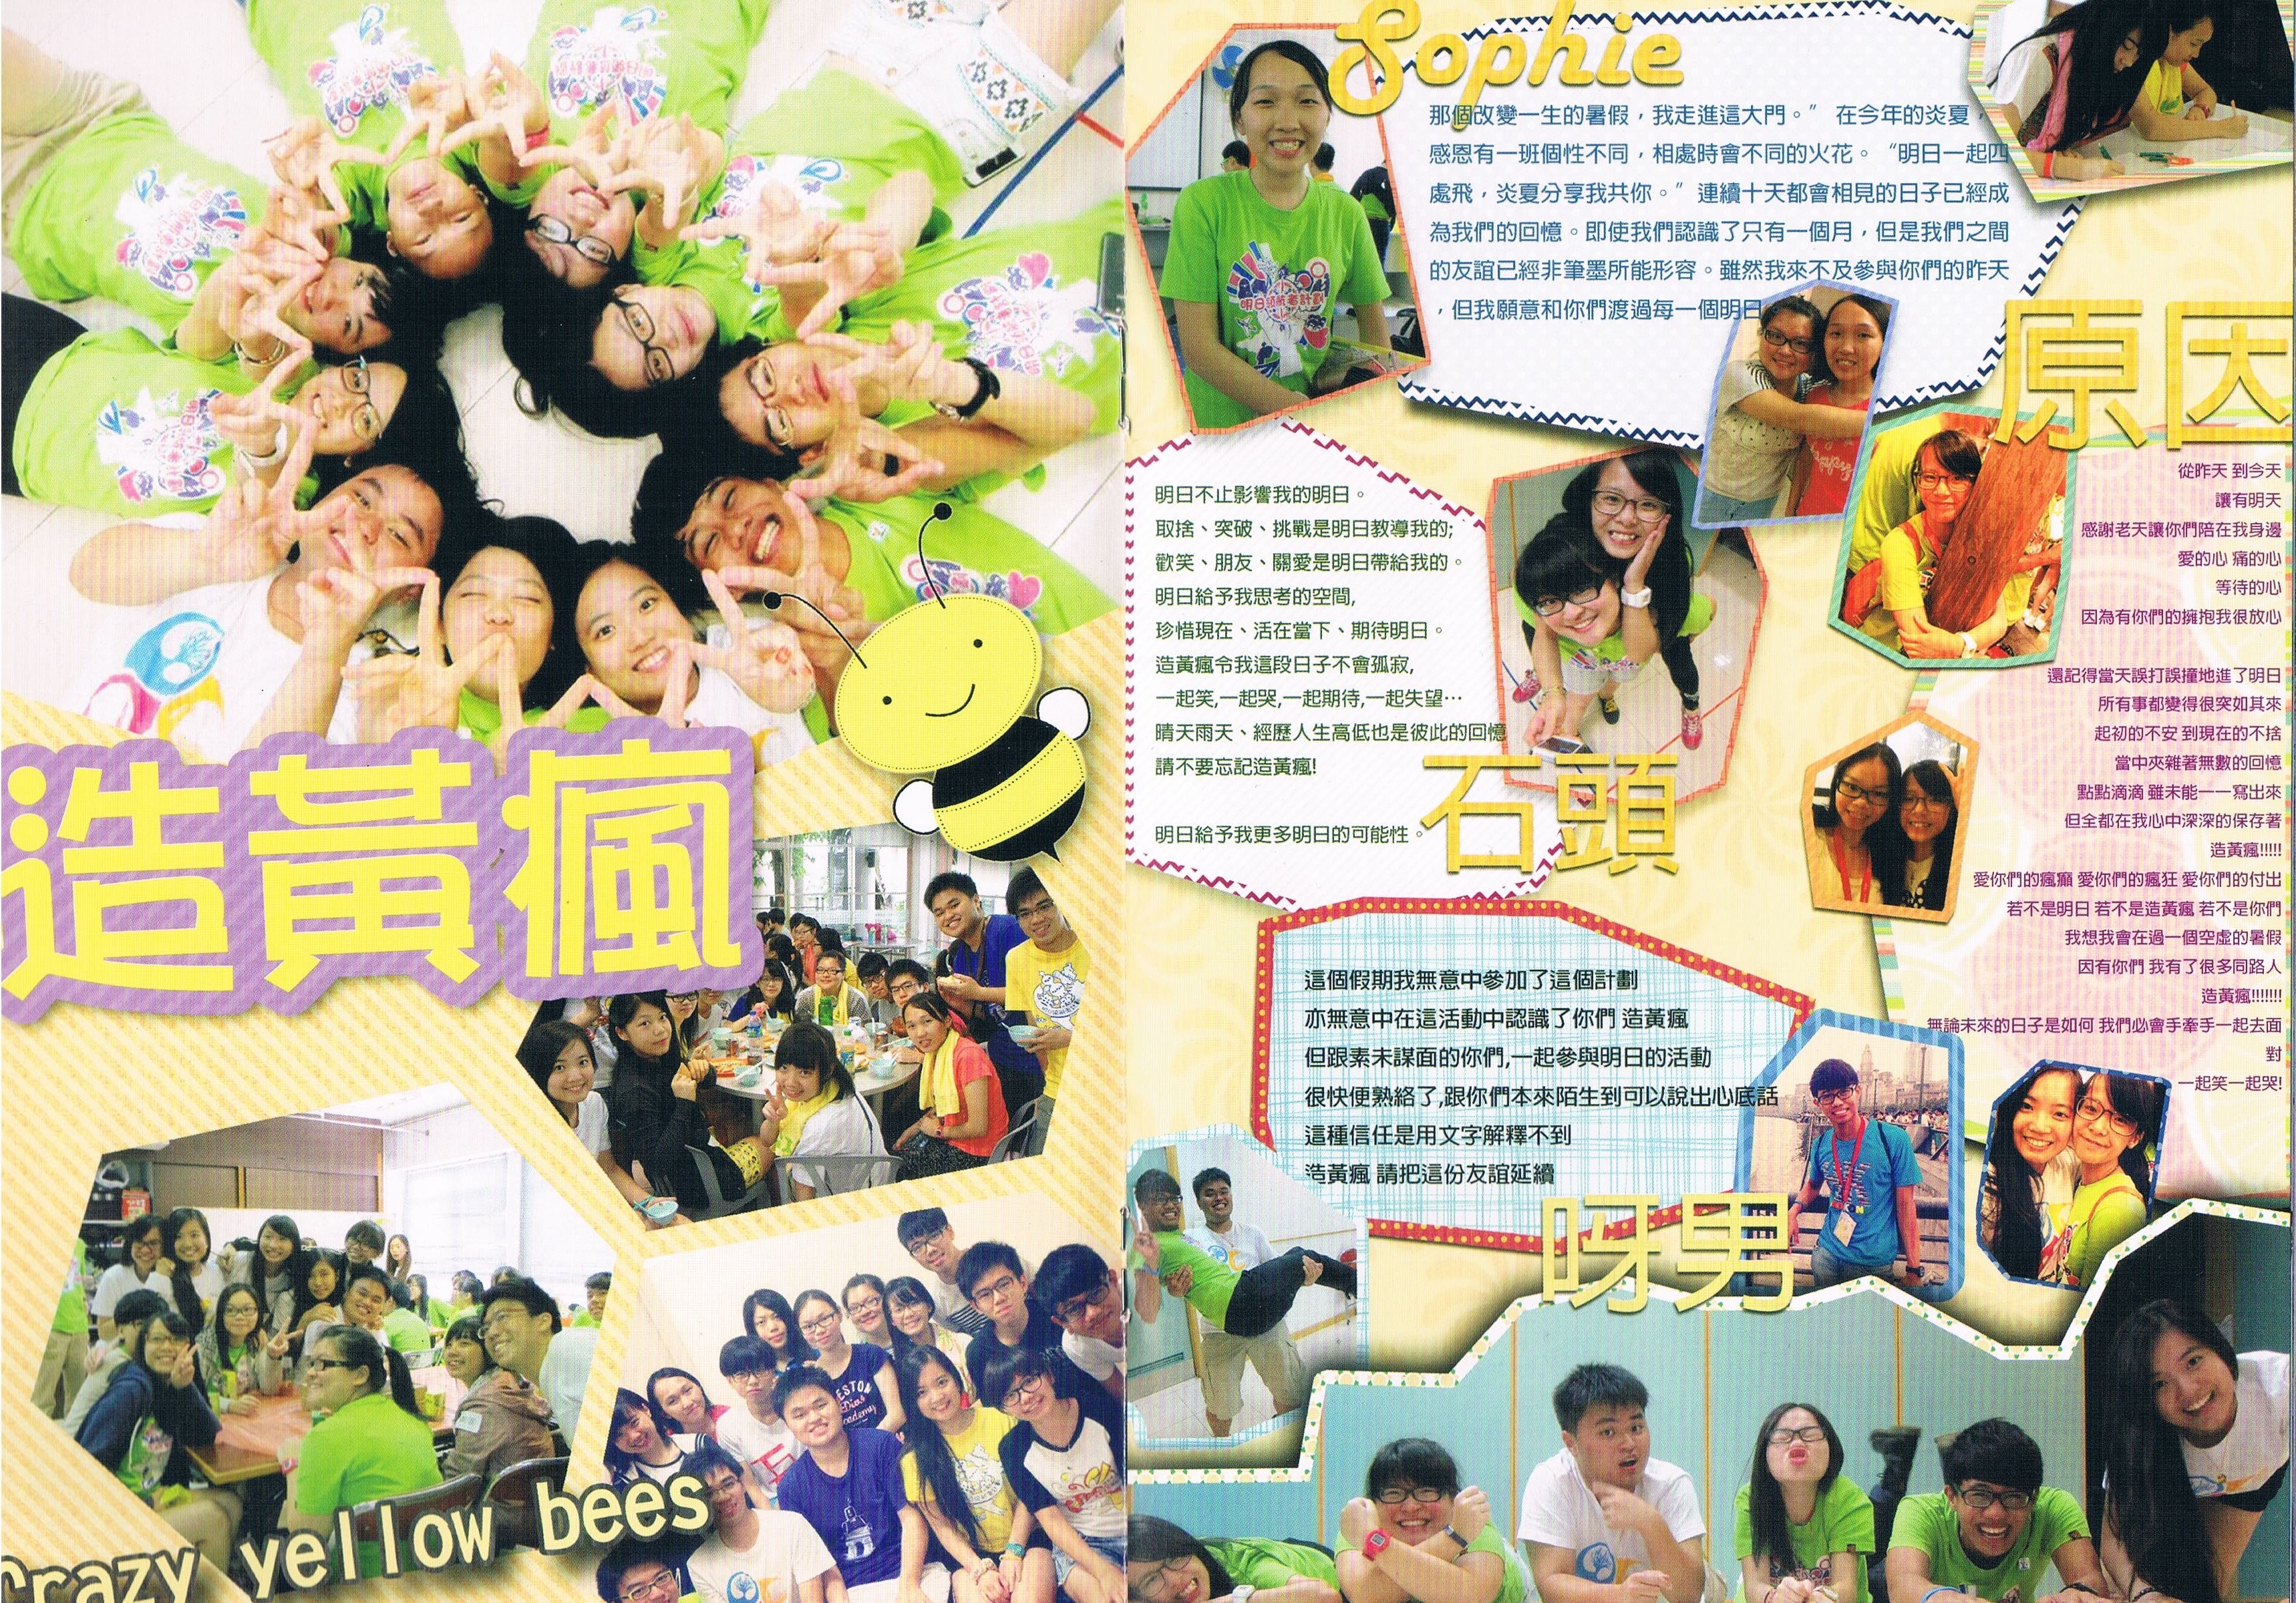 造黃瘋
Crazy yellow bees
Sophie
那個改變一生的暑假，我走進這大門。” 在今年的炎夏，
感恩有一班個性不同，相處時會不同的火花。“明日一起四
處飛，炎夏分享我共你。” 連續十天都會相見的日子已經成
為我們的回憶。即使我們認識了只有一個月，但是我們之間
的友誼已經非筆墨所能形容。雖然我來不及參與你們的昨天
，但我願意和你們渡過每一個明日
明日領航者計劃
明日不止影響我的明日。
取捨、突破、挑戰是明日教導我的;
歡笑、朋友、關愛是明日帶給我的。
明日給予我思考的空間,
珍惜現在、活在當下、期待明日。
造黃瘋令我這段日子不會孤寂,
一起笑,一起哭,一起期待,一起失望…
晴天雨天、經歷人生高低也是彼此的回憶
請不要忘記造黃瘋!
明日給予我更多明日的可能性。
石頭
原因
從昨天 到今天
讓有明天
感謝老天讓你們陪在我身邊
愛的心 痛的心
等待的心
因為有你們的擁抱我很放心
還記得當天誤打誤撞地進了明日
所有事都變得很突如其來
起初的不安 到現在的不捨
當中夾雜著無數的回憶
點點滴滴 雖未能一一寫出來
但全都在我心中深深的保存著
造黃瘋!!!!!
愛你們的瘋癲 愛你們的瘋狂 愛你們的付出
若不是明日 若不是造黃瘋 若不是你們
我想我會在過一個空虛的暑假
因有你們 我有了很多同路人
造黃瘋!!!!!!!
無論未來的日子是如何 我們必會手牽手一起去面
對
一起笑一起哭!
這個假期我無意中參加了這個計劃
亦無意中在這活動中認識了你們 造黃瘋
但跟素未謀面的你們,一起參與明日的活動
很快便熟絡了,跟你們本來陌生到可以說出心底話
這種信任是用文字解釋不到
造黃瘋 請把這份友誼延續
呀男